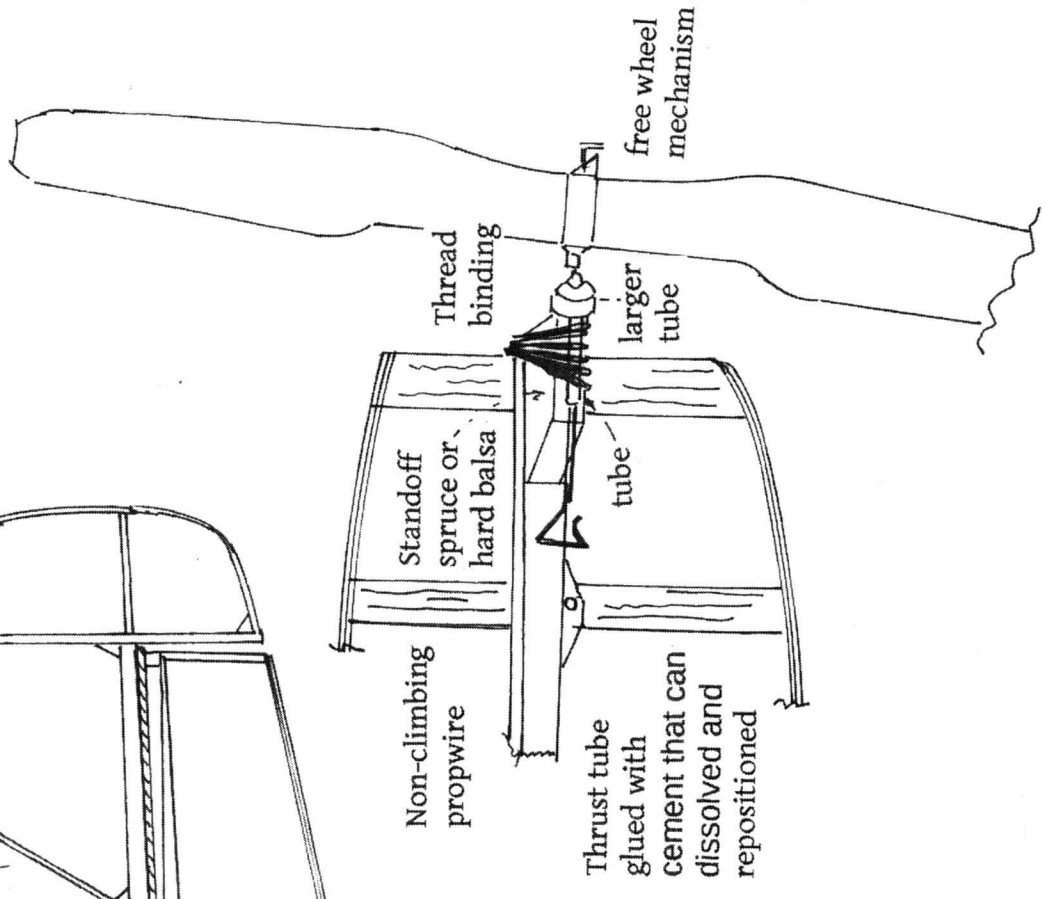 Non-climbing
propwire
Standoff
spruce or
hard balsa
Thread
binding
free wheel
mechanism
Thrust tube
glued with
cement that can
dissolved and
repositioned
tube
larger
tube